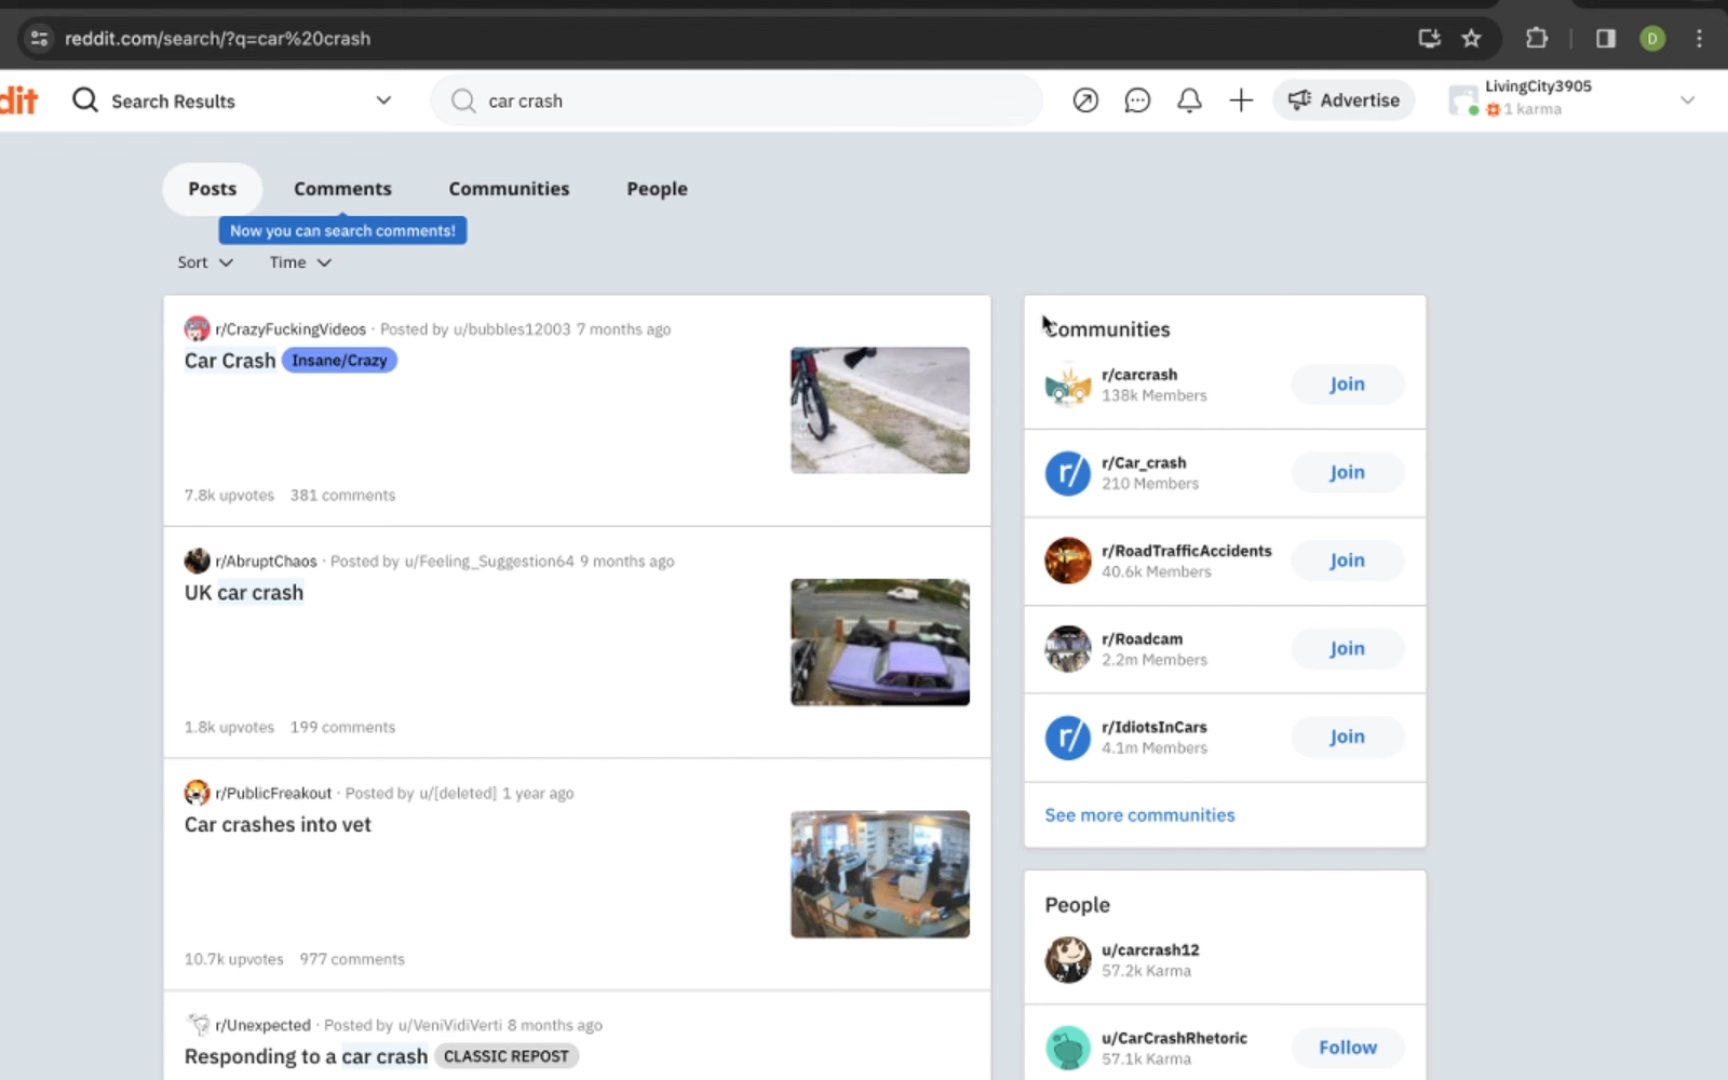 reddit.com/search/?q=car%20crash
D
dit
Search Results
car crash
Advertise
LivingCity3905
1 karma
Posts
Comments
Communities
People
Now you can search comments!
Sort
Time
r/CrazyFuckingVideos · Posted by u/bubbles12003 7 months ago
Car Crash Insane/Crazy
7.8k upvotes 381 comments
r/AbruptChaos · Posted by u/Feeling_Suggestion64 9 months ago
UK car crash
1.8k upvotes 199 comments
r/PublicFreakout · Posted by u/[deleted] 1 year ago
Car crashes into vet
10.7k upvotes 977 comments
r/Unexpected · Posted by u/VeniVidiVerti 8 months ago
Responding to a car crash CLASSIC REPOST
Communities
r/carcrash
138k Members
Join
r/
r/Car_crash
210 Members
Join
r/RoadTrafficAccidents
40.6k Members
Join
r/Roadcam
2.2m Members
Join
r/
r/IdiotsInCars
4.1m Members
Join
See more communities
People
u/carcrash12
57.2k Karma
u/CarCrashRhetoric
57.1k Karma
Follow